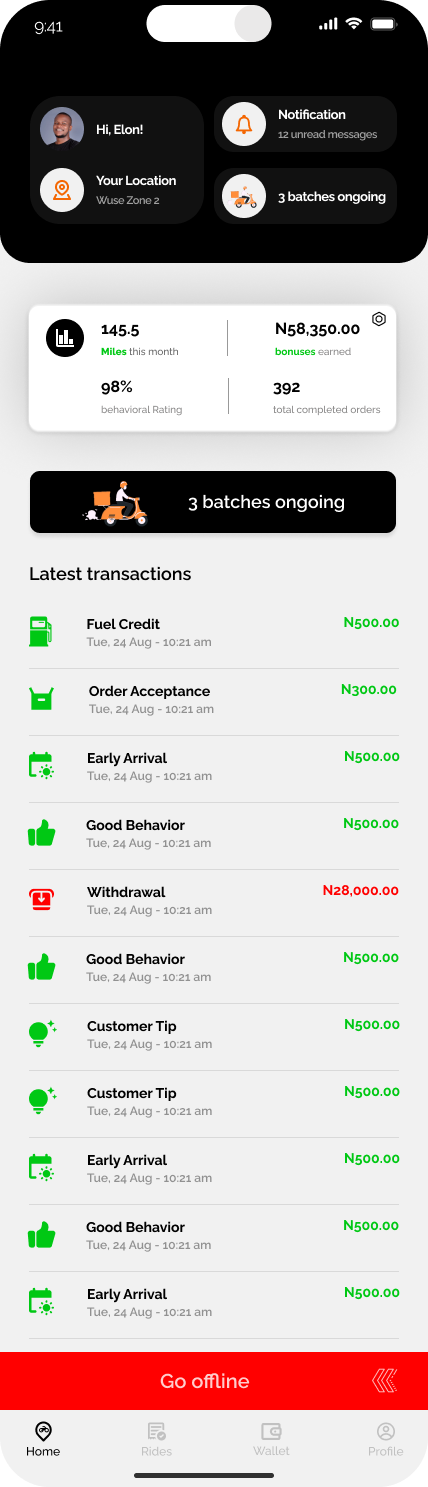 9:41
Hi, Elon!
Your Location
Wuse Zone 2
Notification
12 unread messages
3 batches ongoing
145.5
Miles this month
N58,350.00
bonuses earned
98%
behavioral Rating
392
total completed orders
3 batches ongoing
Latest transactions
Fuel Credit
N500.00
Tue, 24 Aug - 10:21 am
Order Acceptance
N300.00
Tue, 24 Aug - 10:21 am
Early Arrival
N500.00
Tue, 24 Aug - 10:21 am
Good Behavior
N500.00
Tue, 24 Aug - 10:21 am
Withdrawal
N28,000.00
Tue, 24 Aug - 10:21 am
Good Behavior
N500.00
Tue, 24 Aug - 10:21 am
Customer Tip
N500.00
Tue, 24 Aug - 10:21 am
Customer Tip
N500.00
Tue, 24 Aug - 10:21 am
Early Arrival
N500.00
Tue, 24 Aug - 10:21 am
Good Behavior
N500.00
Tue, 24 Aug - 10:21 am
Early Arrival
N500.00
Tue, 24 Aug - 10:21 am
Go offline
Home
Rides
Wallet
Profile